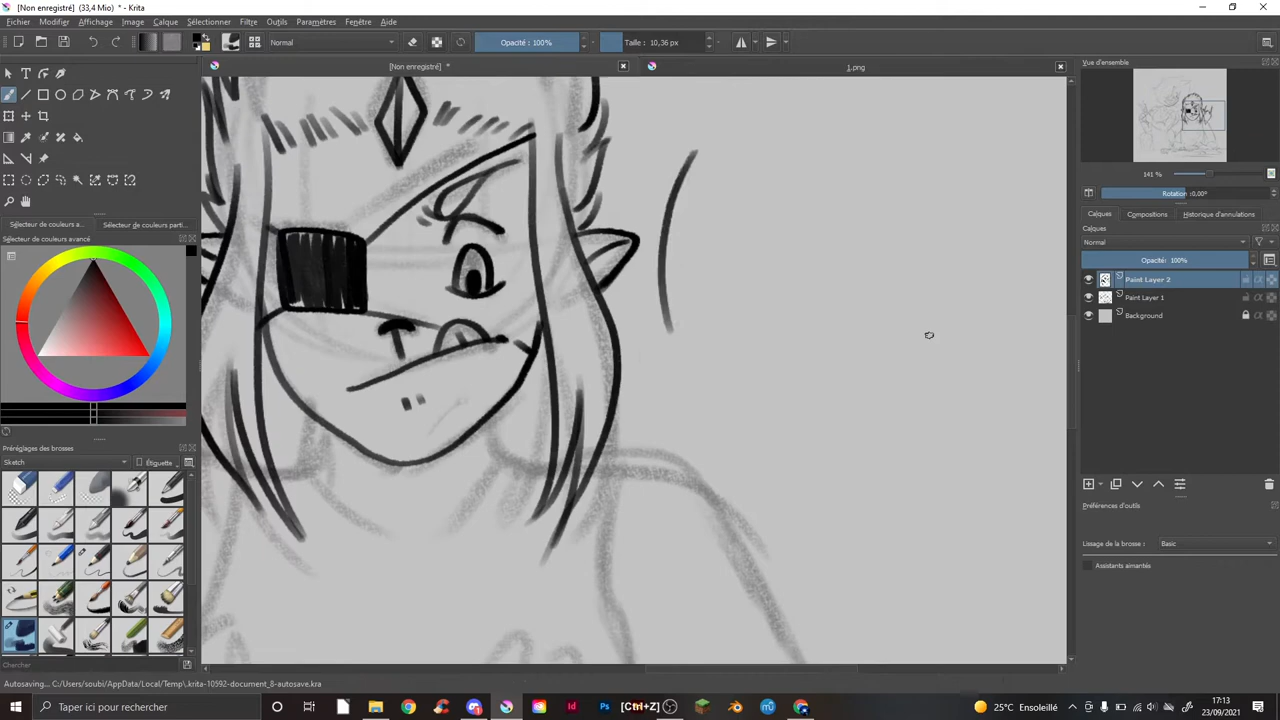 [Non enregistré] (33,4 Mio) * - Krita
Fichier Modifier Affichage Image Calque Sélectionner Filtre Outils Paramètres Fenêtre Aide
Normal Opacité : 100% Taille : 10,36 px
[Non enregistré] * 1.png
Vue d'ensemble
141 %
Rotation :0,00°
Sélecteur de couleurs a... Sélecteur de couleurs parti...
Sélecteur de couleurs avancé
Calques Compositions Historique d'annulations
Calques
Normal
Opacité: 100%
Paint Layer 2
Paint Layer 1
Background
Préréglages des brosses
Sketch Étiquette
Préférences d'outils
Lissage de la brosse : Basic
Assistants aimantés
Chercher
Autosaving... C:/Users/soubi/AppData/Local/Temp\.krita-10592-document_8-autosave.kra
Taper ici pour rechercher
Id Ps [Ctrl+Z]
25°C Ensoleillé
17:13
23/09/2021